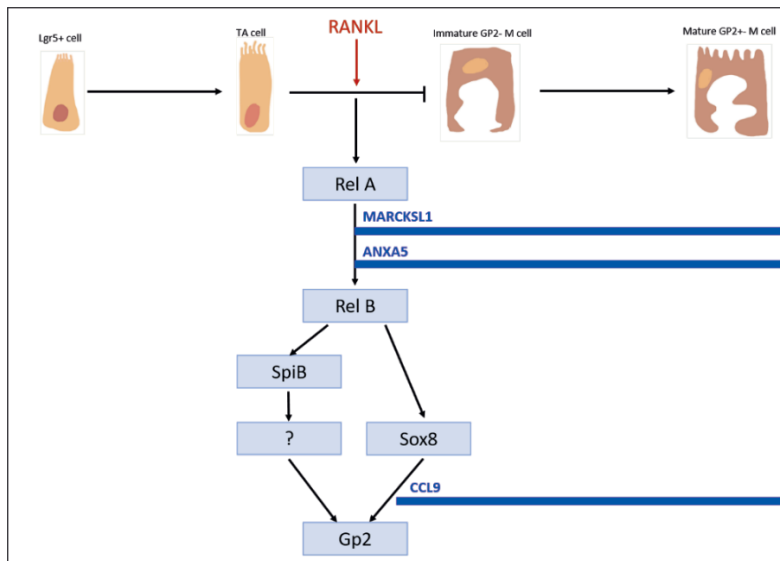 Lgr5+ cell
TA cell
RANKL
Immature GP2- M cell
Mature GP2+- M cell
Rel A
MARCKSL1
ANXA5
Rel B
SpiB
?
Sox8
CCL9
Gp2